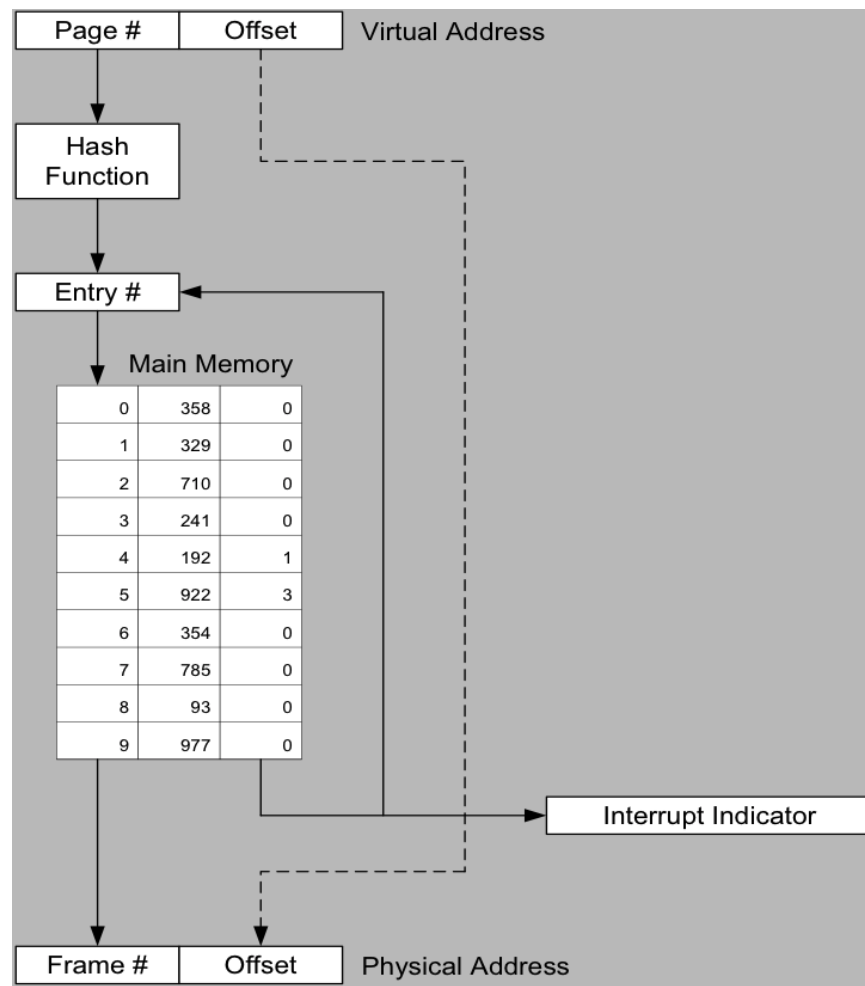 Page # Offset Virtual Address
Hash
Function
Entry #
Main Memory
0 358 0
1 329 0
2 710 0
3 241 0
4 192 1
5 922 3
6 354 0
7 785 0
8 93 0
9 977 0
Interrupt Indicator
Frame # Offset Physical Address